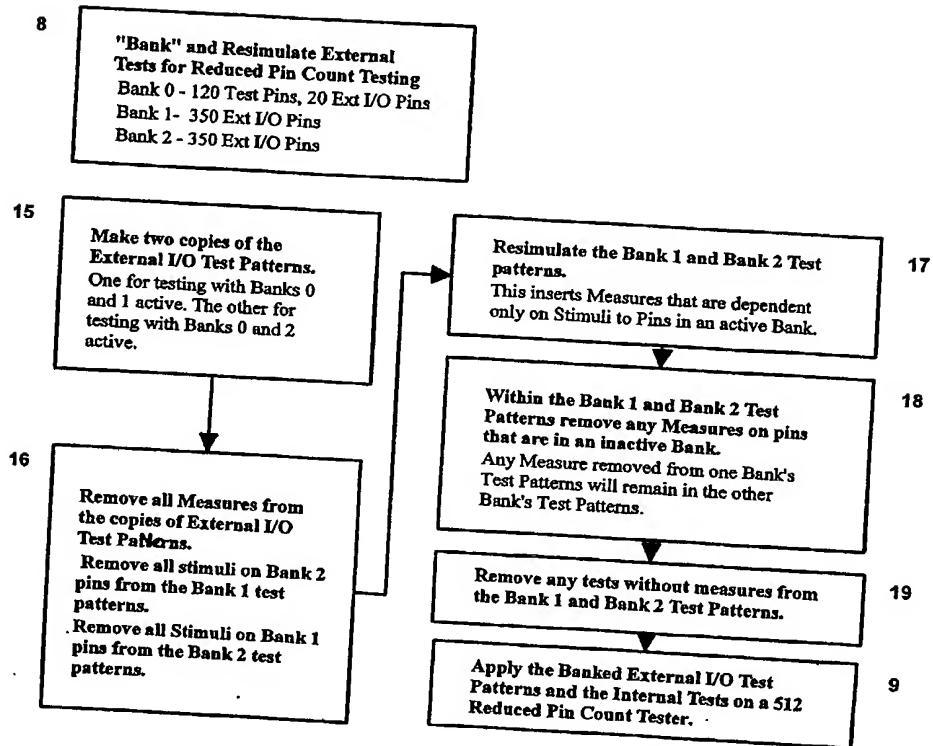 8
"Bank" and Resimulate External
Tests for Reduced Pin Count Testing
Bank 0 - 120 Test Pins, 20 Ext I/O Pins
Bank 1- 350 Ext I/O Pins
Bank 2 - 350 Ext I/O Pins
15
Make two copies of the
External I/O Test Patterns.
One for testing with Banks 0
and 1 active. The other for
testing with Banks 0 and 2
active.
16
Remove all Measures from
the copies of External I/O
Test Patterns.
Remove all stimuli on Bank 2
pins from the Bank 1 test
patterns.
Remove all Stimuli on Bank 1
pins from the Bank 2 test
patterns.
Resimulate the Bank 1 and Bank 2 Test
patterns.
This inserts Measures that are dependent
only on Stimuli to Pins in an active Bank.
17
Within the Bank 1 and Bank 2 Test
Patterns remove any Measures on pins
that are in an inactive Bank.
Any Measure removed from one Bank's
Test Patterns will remain in the other
Bank's Test Patterns.
18
Remove any tests without measures from
the Bank 1 and Bank 2 Test Patterns.
19
Apply the Banked External I/O Test
Patterns and the Internal Tests on a 512
Reduced Pin Count Tester.
9